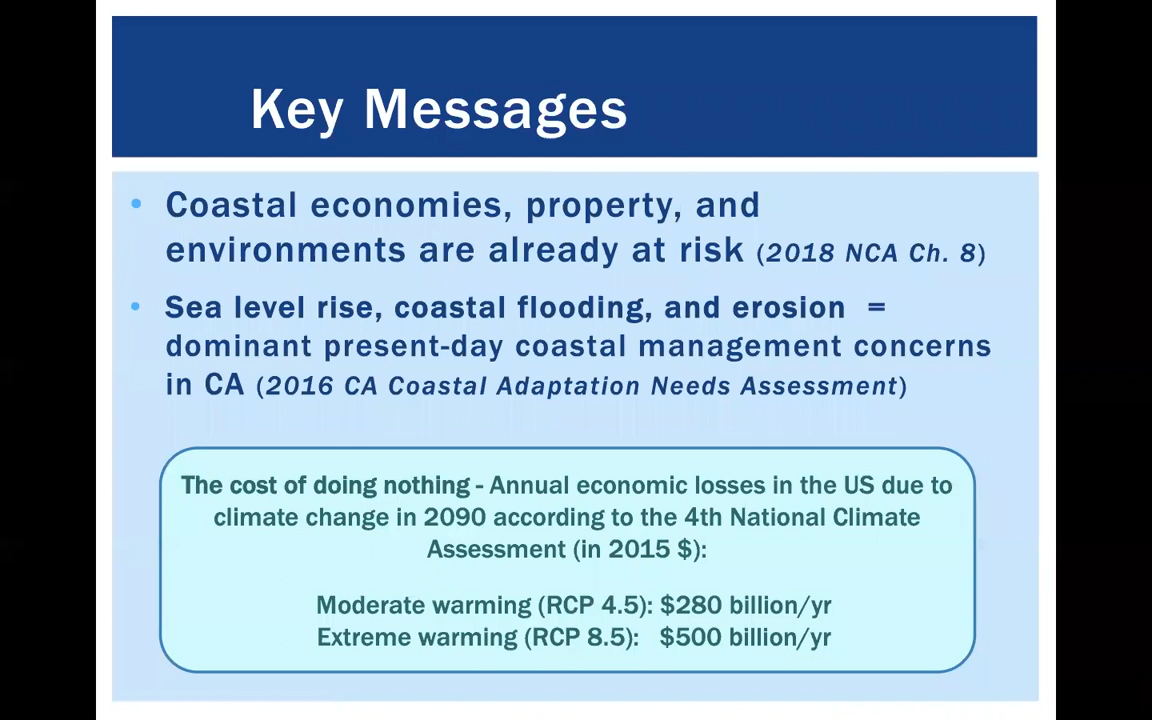 Key Messages
• Coastal economies, property, and
environments are already at risk (2018 NCA Ch. 8)
• Sea level rise, coastal flooding, and erosion =
dominant present-day coastal management concerns
in CA (2016 CA Coastal Adaptation Needs Assessment)
The cost of doing nothing - Annual economic losses in the US due to
climate change in 2090 according to the 4th National Climate
Assessment (in 2015 $):
Moderate warming (RCP 4.5): $280 billion/yr
Extreme warming (RCP 8.5): $500 billion/yr